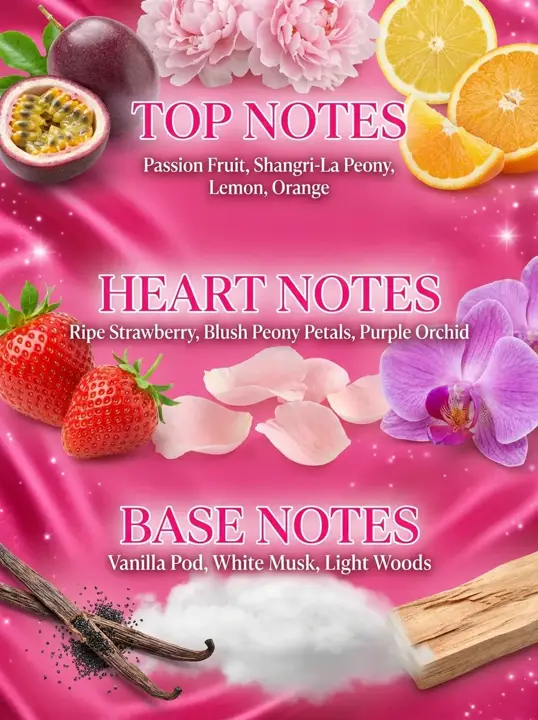 TOP NOTES
Passion Fruit, Shangri-La Peony,
Lemon, Orange
HEART NOTES
Ripe Strawberry, Blush Peony Petals, Purple Orchid
BASE NOTES
Vanilla Pod, White Musk, Light Woods